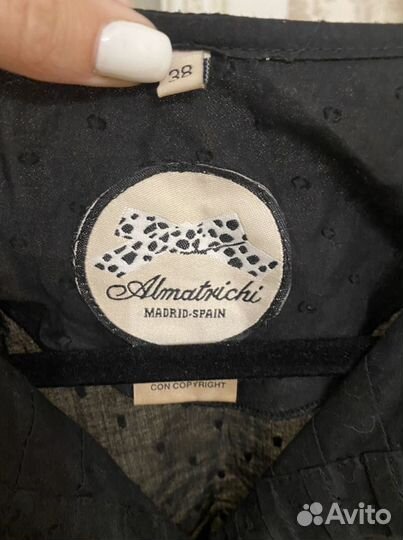 38
Almatrichi
MADRID-SPAIN
CON COPYRIGHT
Avito